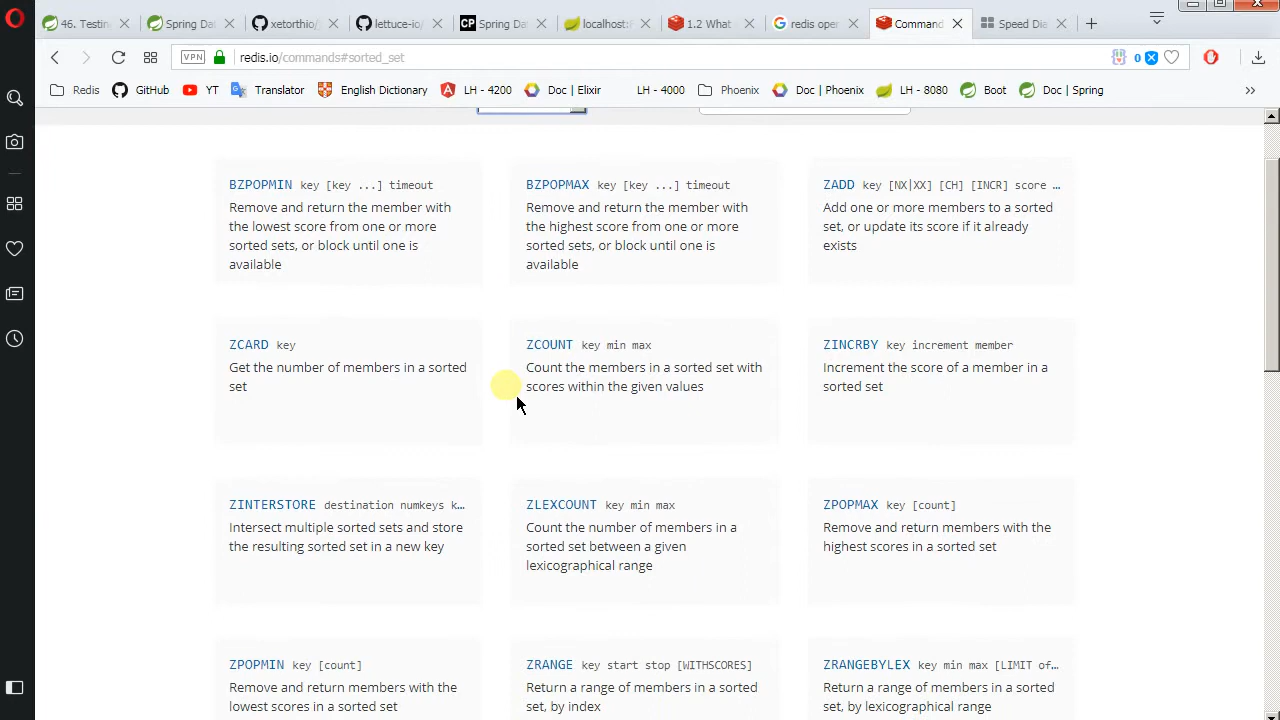 46. Testin
Spring Dat
xetorthio/
lettuce-io/
CP
Spring Dat
localhost:
1.2 What
redis oper
Command
Speed Dia
VPN
redis.io/commands#sorted_set
0
Redis
GitHub
YT
Translator
English Dictionary
LH - 4200
Doc | Elixir
LH - 4000
Phoenix
Doc | Phoenix
LH - 8080
Boot
Doc | Spring
BZPOPMIN key [key ...] timeout
Remove and return the member with
the lowest score from one or more
sorted sets, or block until one is
available
BZPOPMAX key [key ...] timeout
Remove and return the member with
the highest score from one or more
sorted sets, or block until one is
available
ZADD key [NX|XX] [CH] [INCR] score …
Add one or more members to a sorted
set, or update its score if it already
exists
ZCARD key
Get the number of members in a sorted
set
ZCOUNT key min max
Count the members in a sorted set with
scores within the given values
ZINCRBY key increment member
Increment the score of a member in a
sorted set
ZINTERSTORE destination numkeys k…
Intersect multiple sorted sets and store
the resulting sorted set in a new key
ZLEXCOUNT key min max
Count the number of members in a
sorted set between a given
lexicographical range
ZPOPMAX key [count]
Remove and return members with the
highest scores in a sorted set
ZPOPMIN key [count]
Remove and return members with the
lowest scores in a sorted set
ZRANGE key start stop [WITHSCORES]
Return a range of members in a sorted
set, by index
ZRANGEBYLEX key min max [LIMIT of…
Return a range of members in a sorted
set, by lexicographical range